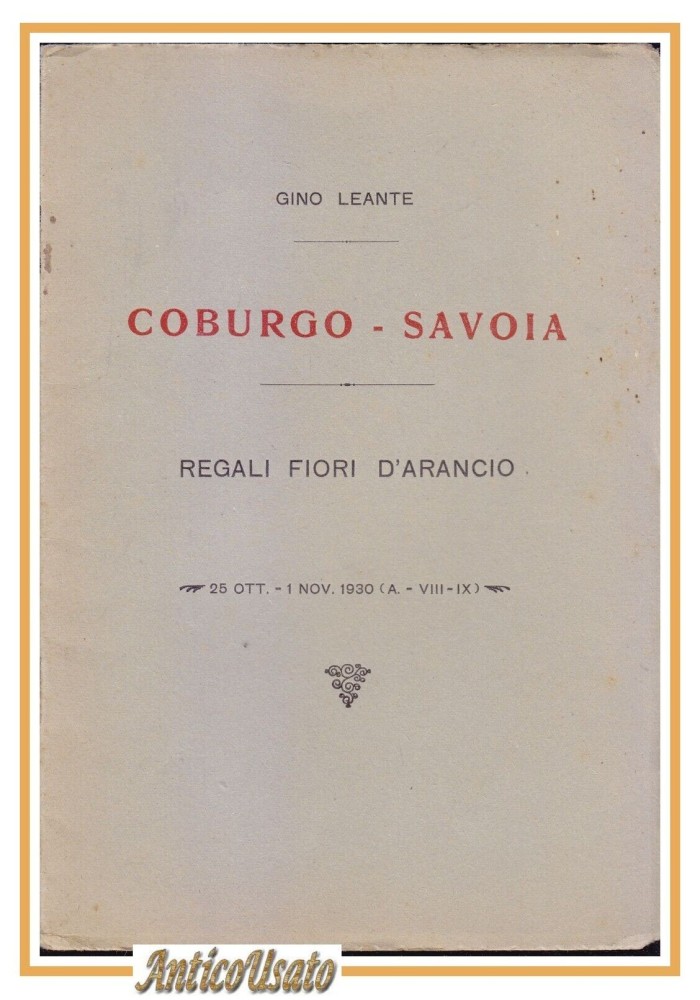 GINO LEANTE
COBURGO - SAVOIA
REGALI FIORI D'ARANCIO
25 OTT. - 1 NOV. 1930 (A. - VIII-IX)
AnticoUsato